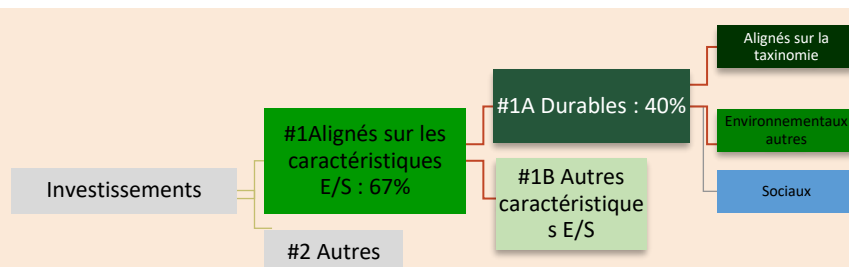 Investissements
#1Alignés sur les
caractéristiques
E/S : 67%
#2 Autres
#1A Durables : 40%
#1B Autres
caractéristique
s E/S
Alignés sur la
taxinomie
Environnementaux
autres
Sociaux